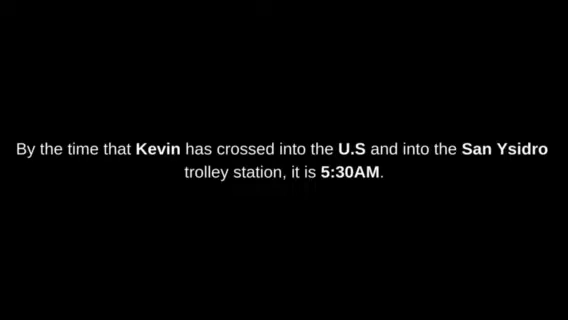 By the time that Kevin has crossed into the U.S and into the San Ysidro
trolley station, it is 5:30AM.